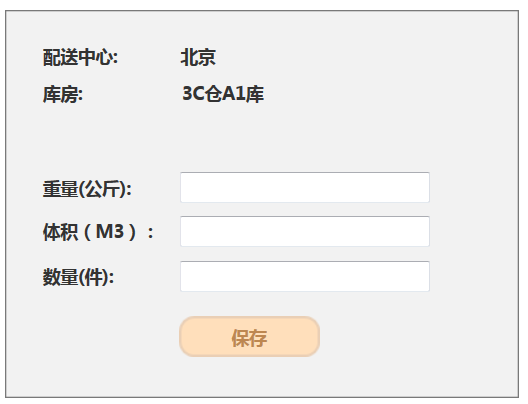 配送中心: 北京
库房: 3C仓A1库
重量(公斤):
体积（M3）：
数量(件):
保存